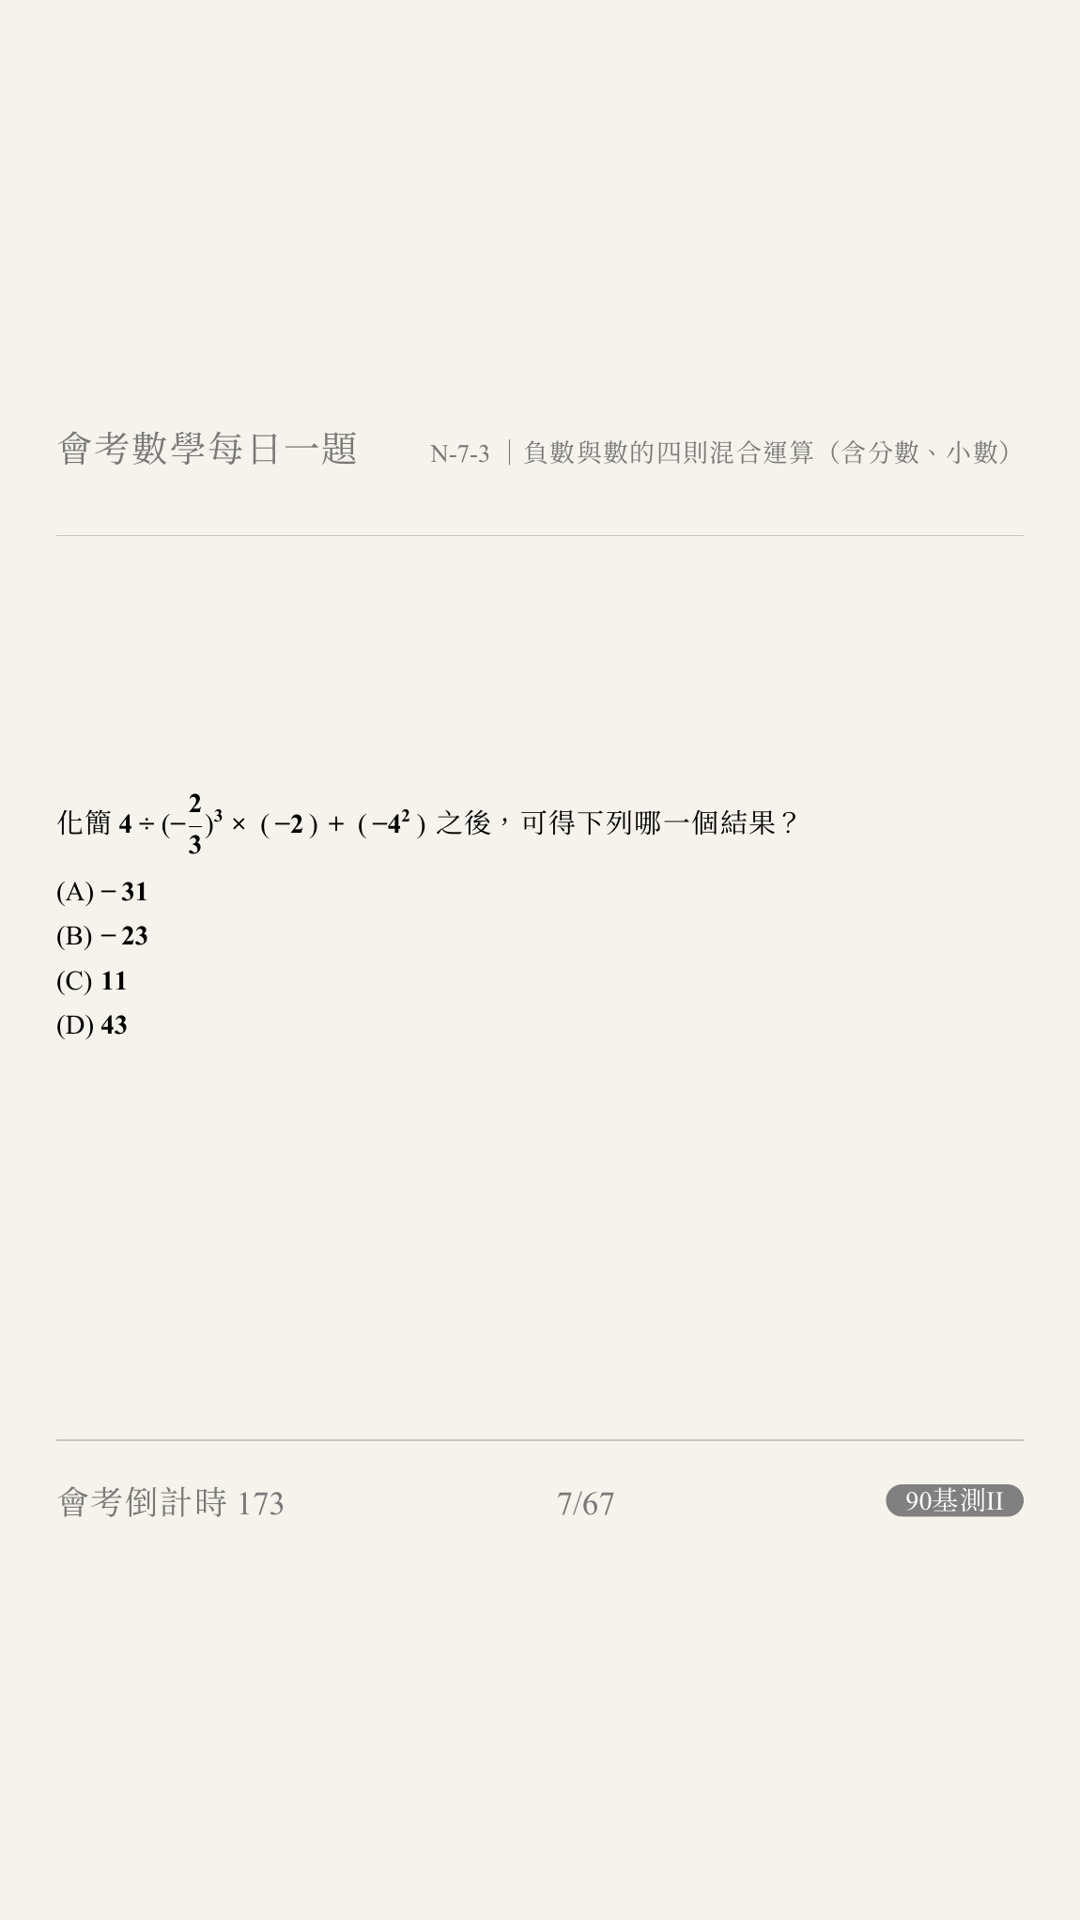 會考數學每日一題
N-7-3｜負數與數的四則混合運算（含分數、小數）
化簡 4 ÷ (−2/3)³ × (−2) + (−4²) 之後，可得下列哪一個結果？
(A) −31
(B) −23
(C) 11
(D) 43
會考倒計時 173
7/67
90基測II